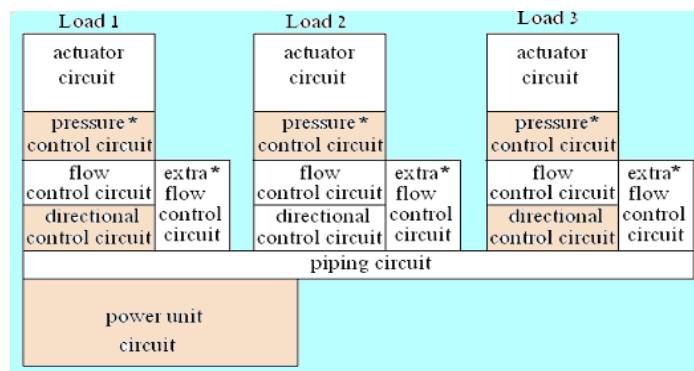 Load 1
Load 2
Load 3
actuator
circuit
actuator
circuit
actuator
circuit
pressure*
control circuit
pressure*
control circuit
pressure*
control circuit
flow
control circuit
extra*
flow
control
circuit
flow
control circuit
extra*
flow
control
circuit
flow
control circuit
extra*
flow
control
circuit
directional
control circuit
directional
control circuit
directional
control circuit
piping circuit
power unit
circuit